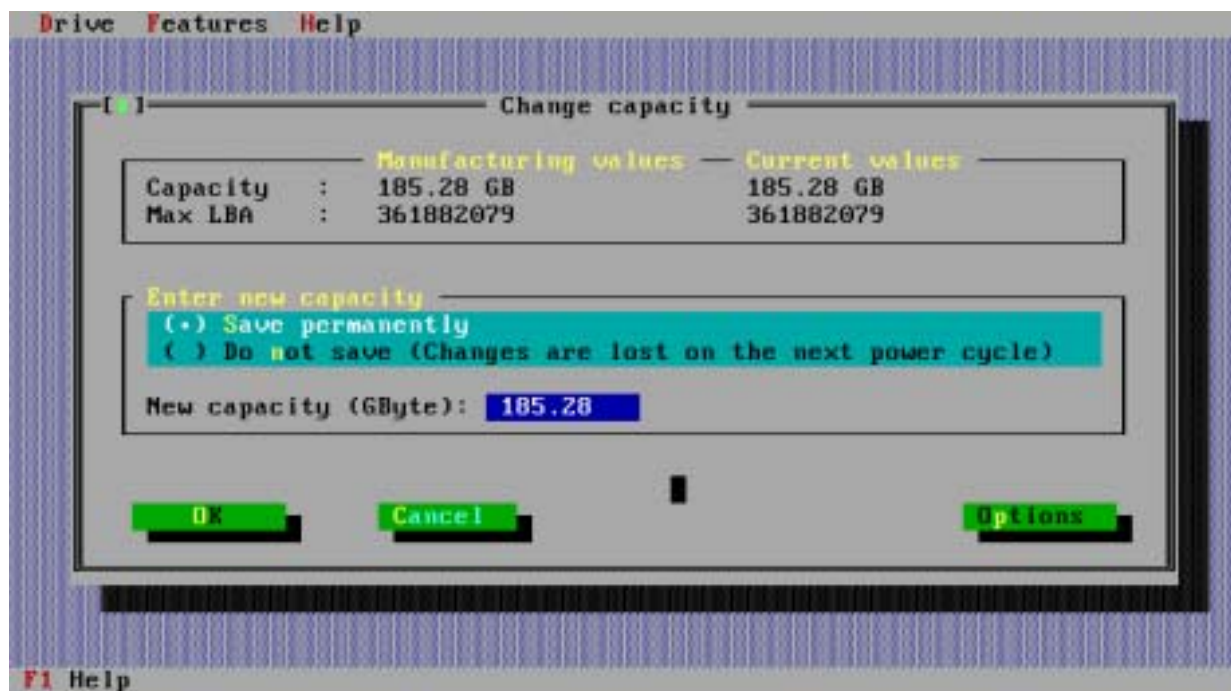 Drive Features Help
Change capacity
Manufacturing values Current values
Capacity : 185.28 GB 185.28 GB
Max LBA : 361882079 361882079
Enter new capacity
(•) Save permanently
( ) Do not save (Changes are lost on the next power cycle)
New capacity (GByte): 185.28
OK Cancel Options
F1 Help